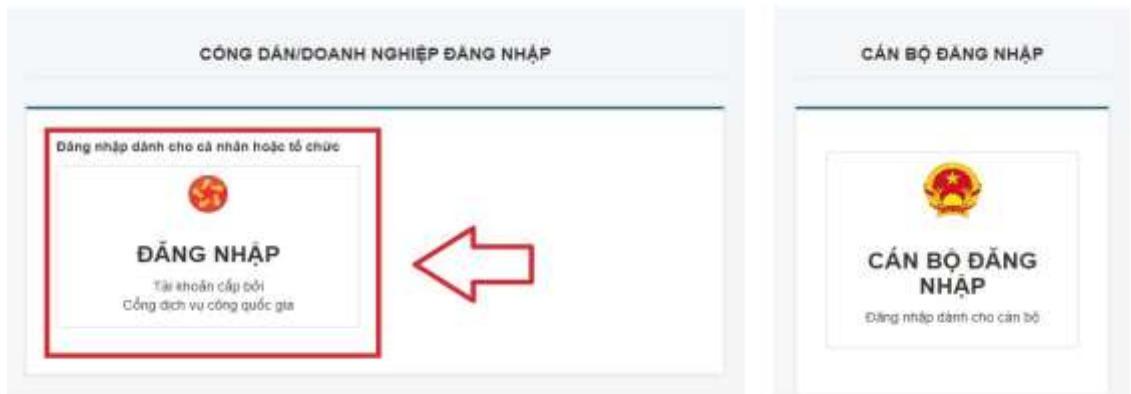 CÔNG DÂN/DOANH NGHIỆP ĐĂNG NHẬP
Đăng nhập dành cho cá nhân hoặc tổ chức
ĐĂNG NHẬP
Tài khoản cấp bởi
Cổng dịch vụ công quốc gia
CÁN BỘ ĐĂNG NHẬP
CÁN BỘ ĐĂNG
NHẬP
Đăng nhập dành cho cán bộ